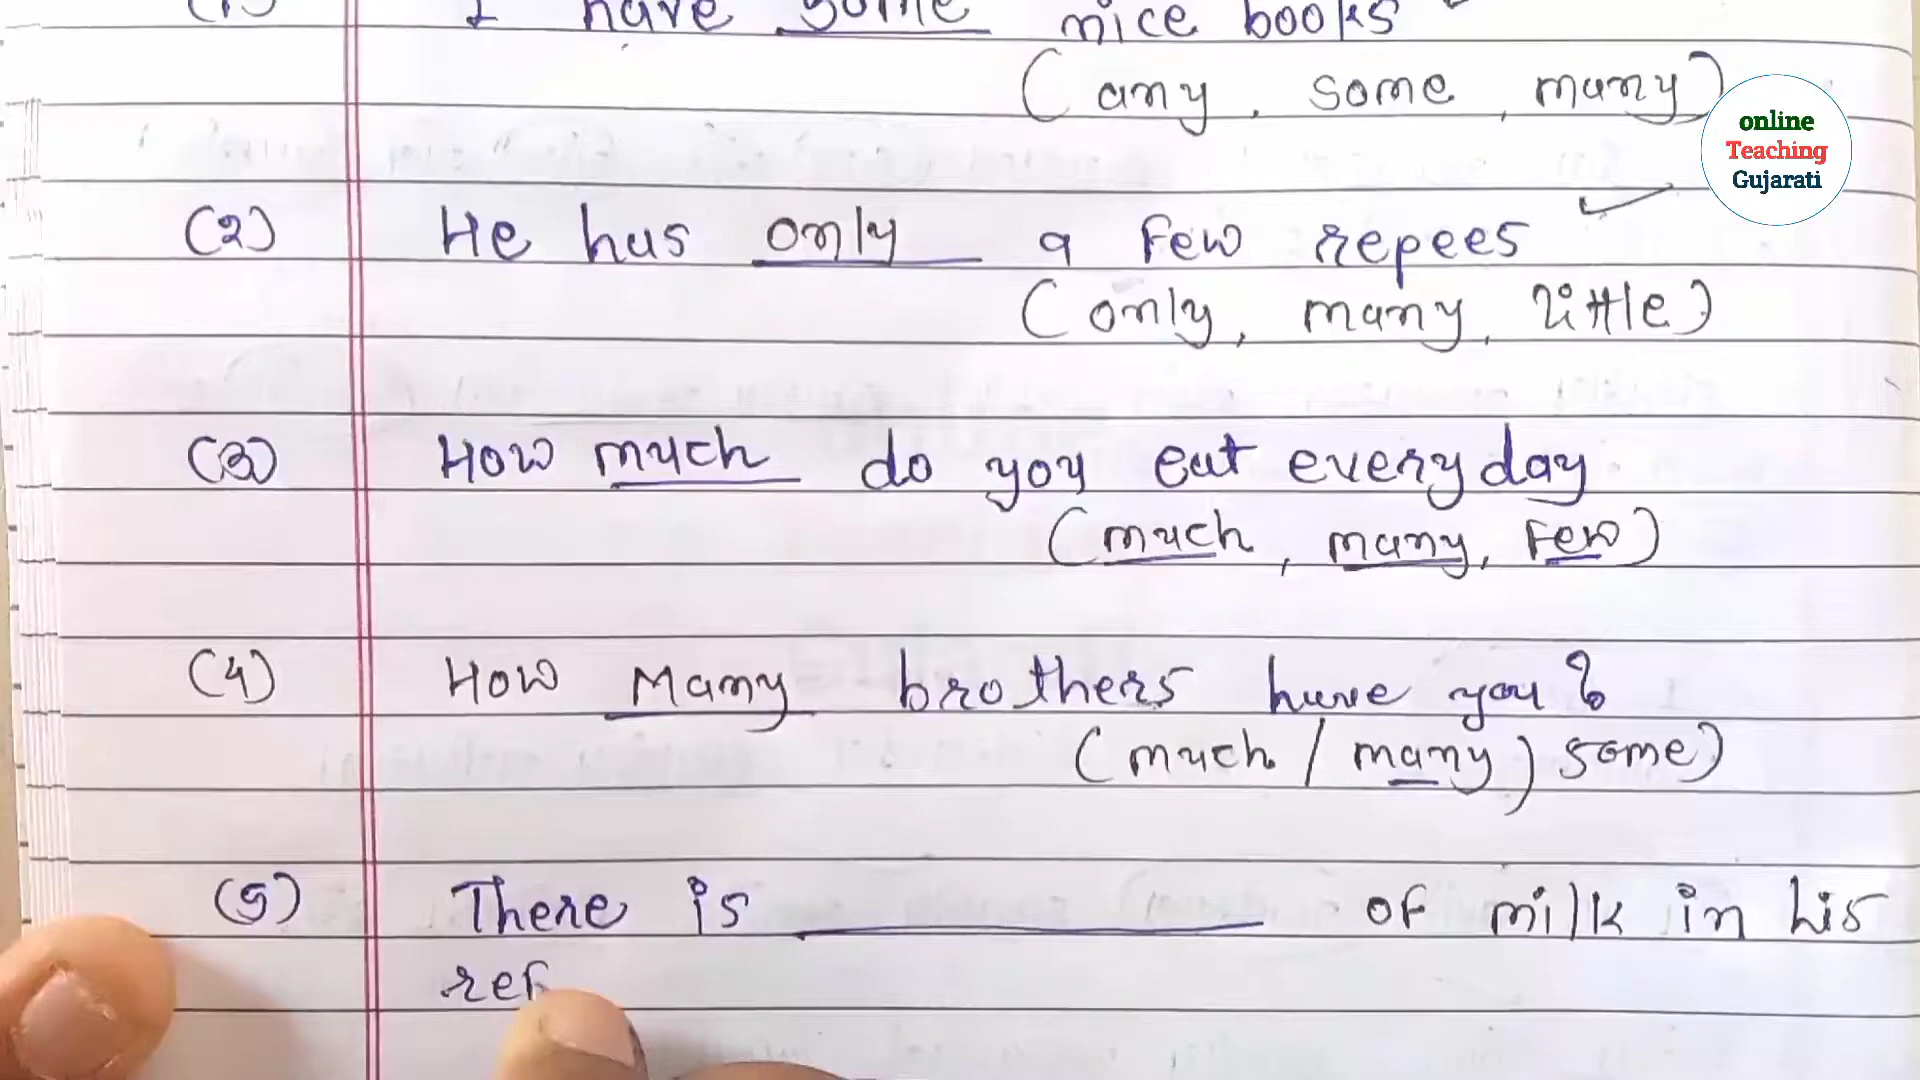 (1) I have some nice books
(any, some, many)
online
Teaching
Gujarati
(2) He has only a few repees
(only, many, little)
(3) How much do you eat everyday
(much, many, few)
(4) How Many brothers have you?
(much / many, some)
(5) There is ______ of milk in his
ref